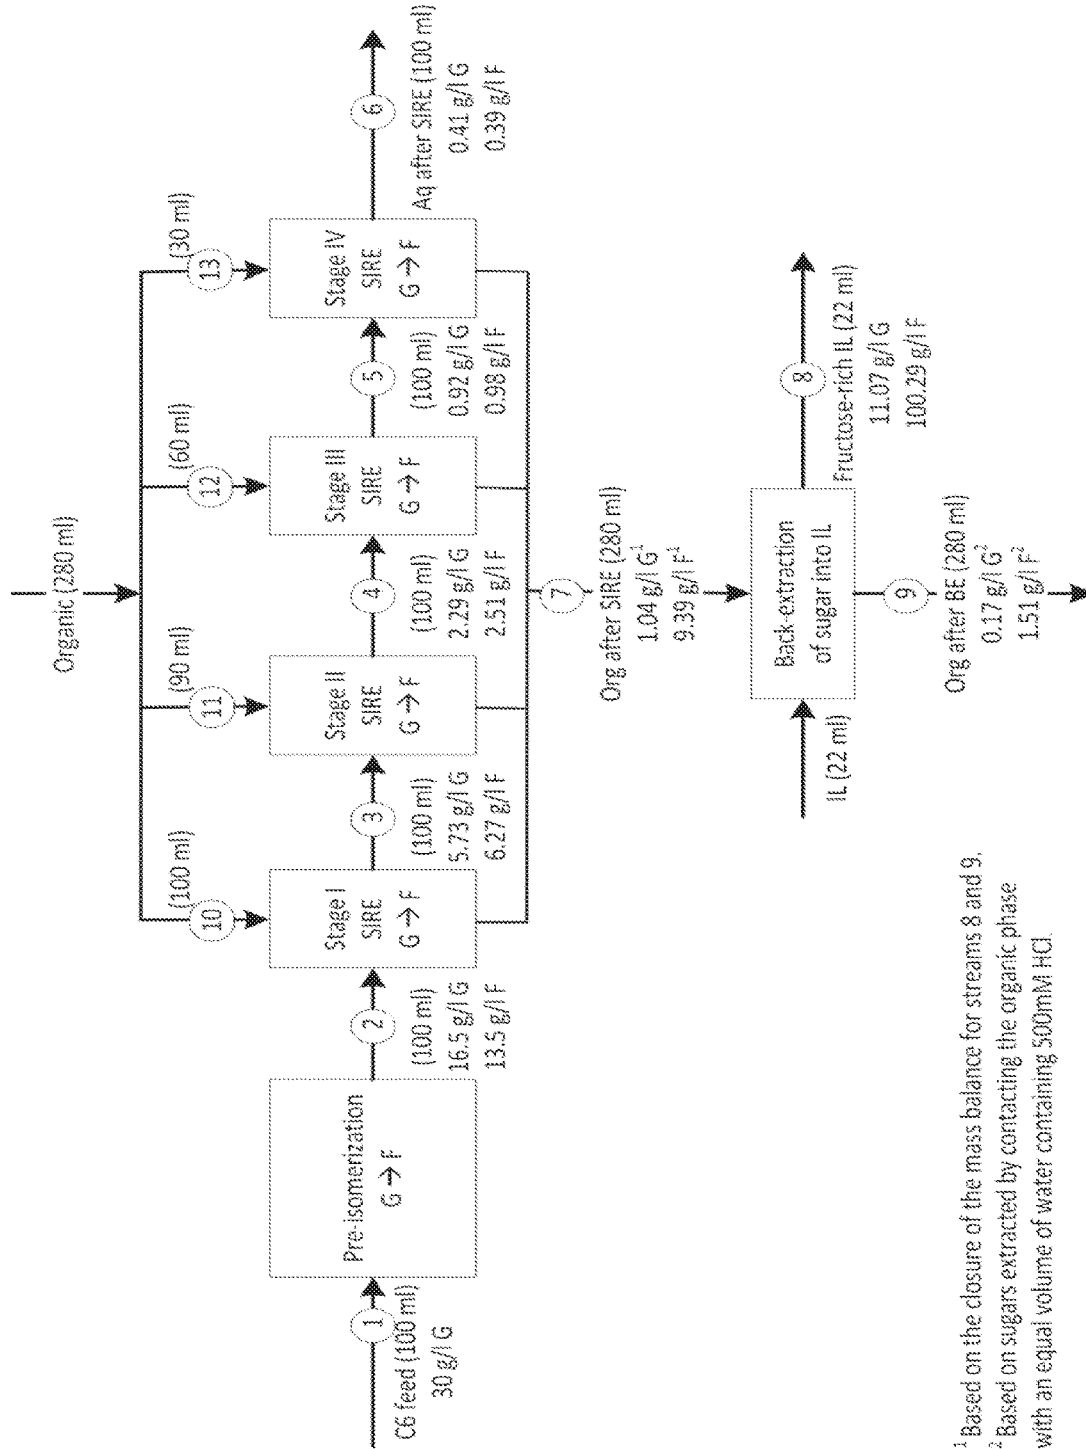 Organic (280 ml)
(100 ml)
(90 ml)
(60 ml)
(30 ml)
10
11
12
13
1
C6 feed (100 ml)
30 g/l G
Pre-isomerization
G → F
2
(100 ml)
16.5 g/l G
13.5 g/l F
Stage I
SIRE
G → F
3
(100 ml)
5.73 g/l G
6.27 g/l F
Stage II
SIRE
G → F
4
(100 ml)
2.29 g/l G
2.51 g/l F
Stage III
SIRE
G → F
5
(100 ml)
0.92 g/l G
0.98 g/l F
Stage IV
SIRE
G → F
6
Aq after SIRE (100 ml)
0.41 g/l G
0.39 g/l F
7
Org after SIRE (280 ml)
1.04 g/l G¹
9.39 g/l F¹
IL (22 ml)
Back-extraction
of sugar into IL
8
Fructose-rich IL (22 ml)
11.07 g/l G
100.29 g/l F
9
Org after BE (280 ml)
0.17 g/l G²
1.51 g/l F²
¹ Based on the closure of the mass balance for streams 8 and 9.
² Based on sugars extracted by contacting the organic phase
with an equal volume of water containing 500mM HCl.